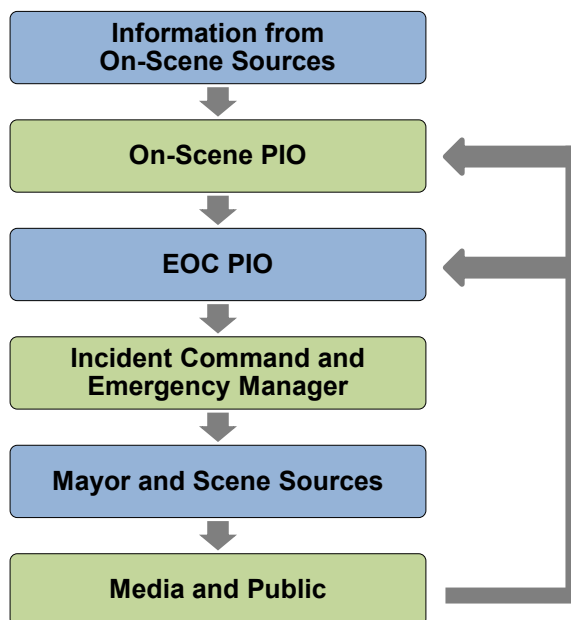 Information from
On-Scene Sources
On-Scene PIO
EOC PIO
Incident Command and
Emergency Manager
Mayor and Scene Sources
Media and Public